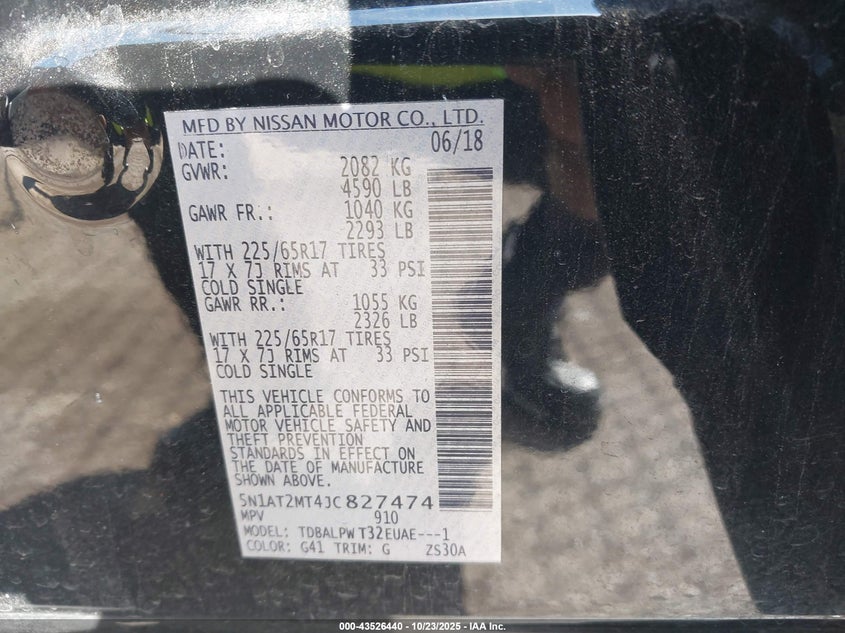 MFD BY NISSAN MOTOR CO., LTD.
DATE: 06/18
GVWR: 2082 KG
4590 LB
GAWR FR.: 1040 KG
2293 LB
WITH 225/65R17 TIRES
17 X 7J RIMS AT 33 PSI
COLD SINGLE
GAWR RR.: 1055 KG
2326 LB
WITH 225/65R17 TIRES
17 X 7J RIMS AT 33 PSI
COLD SINGLE
THIS VEHICLE CONFORMS TO
ALL APPLICABLE FEDERAL
MOTOR VEHICLE SAFETY AND
THEFT PREVENTION
STANDARDS IN EFFECT ON
THE DATE OF MANUFACTURE
SHOWN ABOVE.
5N1AT2MT4JC827474
MPV 910
MODEL: TDBALPW T32EUAE---1
COLOR: G41 TRIM: G ZS30A
000-43526440 - 10/23/2025 - IAA Inc.